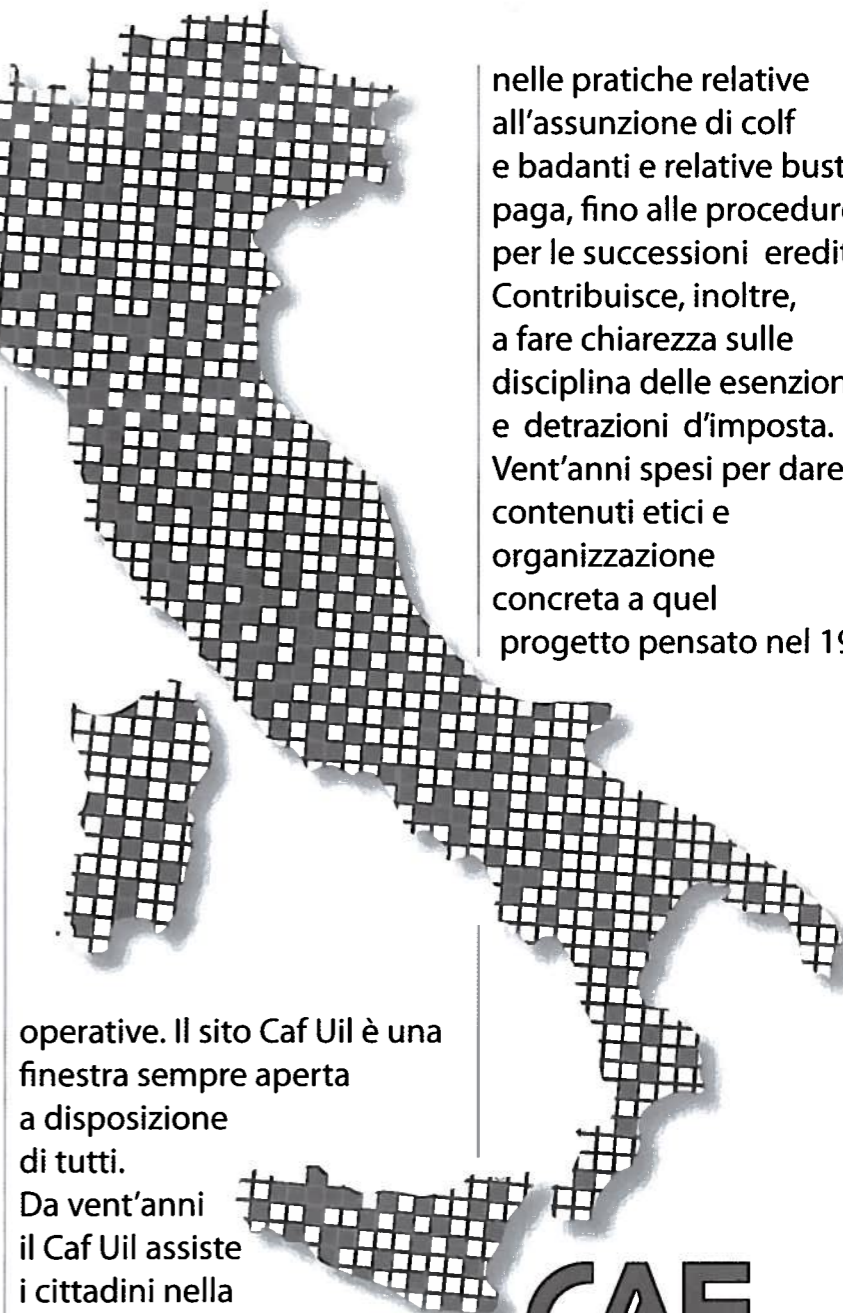 operative. Il sito Caf Uil è una
finestra sempre aperta
a disposizione
di tutti.
Da vent'anni
il Caf Uil assiste
i cittadini nella
nelle pratiche relative
all'assunzione di colf
e badanti e relative bust
paga, fino alle procedure
per le successioni eredit
Contribuisce, inoltre,
a fare chiarezza sulle
disciplina delle esenzion
e detrazioni d'imposta.
Vent'anni spesi per dare
contenuti etici e
organizzazione
concreta a quel
progetto pensato nel 19
CAF